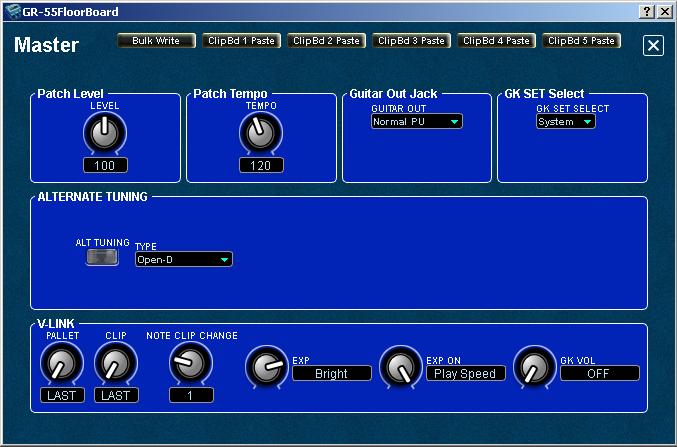 GR-55FloorBoard
Master
Bulk Write
ClipBd 1 Paste
ClipBd 2 Paste
ClipBd 3 Paste
ClipBd 4 Paste
ClipBd 5 Paste
Patch Level
LEVEL
100
Patch Tempo
TEMPO
120
Guitar Out Jack
GUITAR OUT
Normal PU
GK SET Select
GK SET SELECT
System
ALTERNATE TUNING
ALT TUNING
TYPE
Open-D
V-LINK
PALLET
LAST
CLIP
LAST
NOTE CLIP CHANGE
1
EXP
Bright
EXP ON
Play Speed
GK VOL
OFF